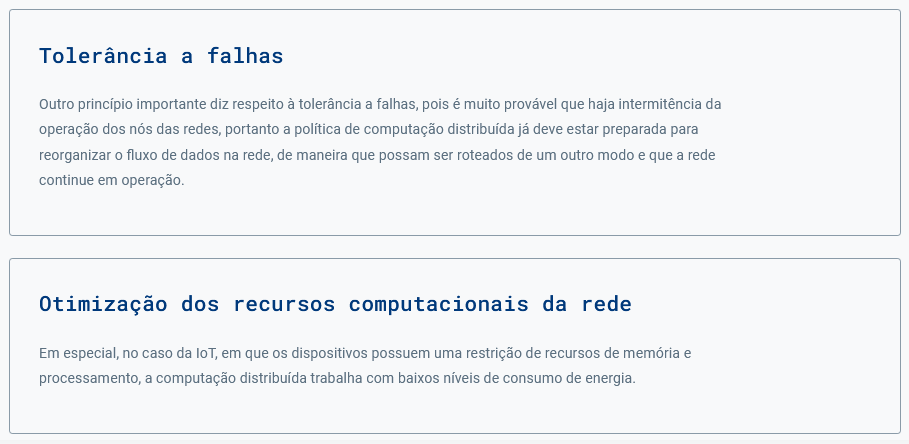 Tolerância a falhas
Outro princípio importante diz respeito à tolerância a falhas, pois é muito provável que haja intermitência da
operação dos nós das redes, portanto a política de computação distribuída já deve estar preparada para
reorganizar o fluxo de dados na rede, de maneira que possam ser roteados de um outro modo e que a rede
continue em operação.
Otimização dos recursos computacionais da rede
Em especial, no caso da IoT, em que os dispositivos possuem uma restrição de recursos de memória e
processamento, a computação distribuída trabalha com baixos níveis de consumo de energia.